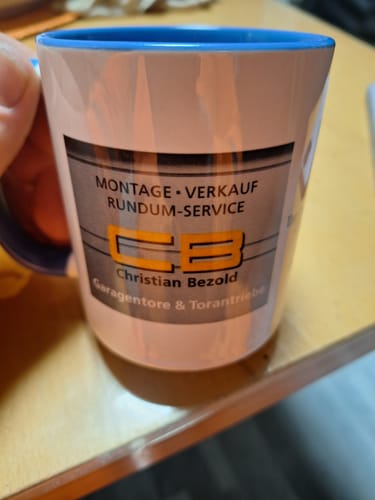 MONTAGE • VERKAUF
RUNDUM-SERVICE
CB
Christian Bezold
Garagentore & Torantriebe